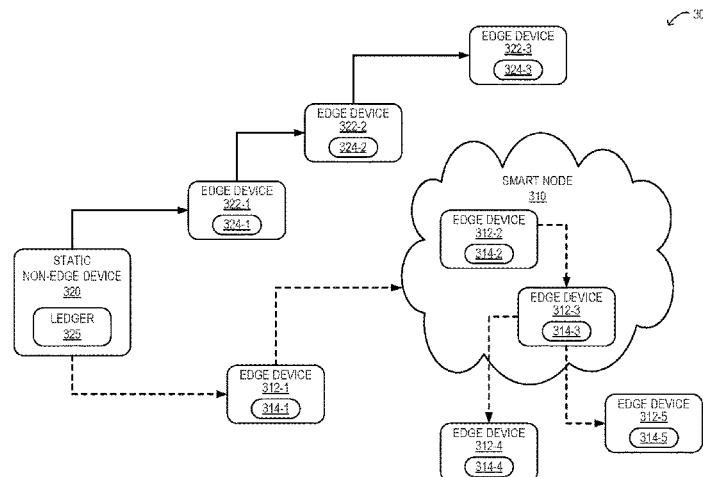 EDGE DEVICE
322-3
324-3
EDGE DEVICE
322-2
324-2
EDGE DEVICE
322-1
324-1
STATIC
NON-EDGE DEVICE
320
LEDGER
325
SMART NODE
310
EDGE DEVICE
312-2
314-2
EDGE DEVICE
312-3
314-3
EDGE DEVICE
312-1
314-1
EDGE DEVICE
312-4
314-4
EDGE DEVICE
312-5
314-5